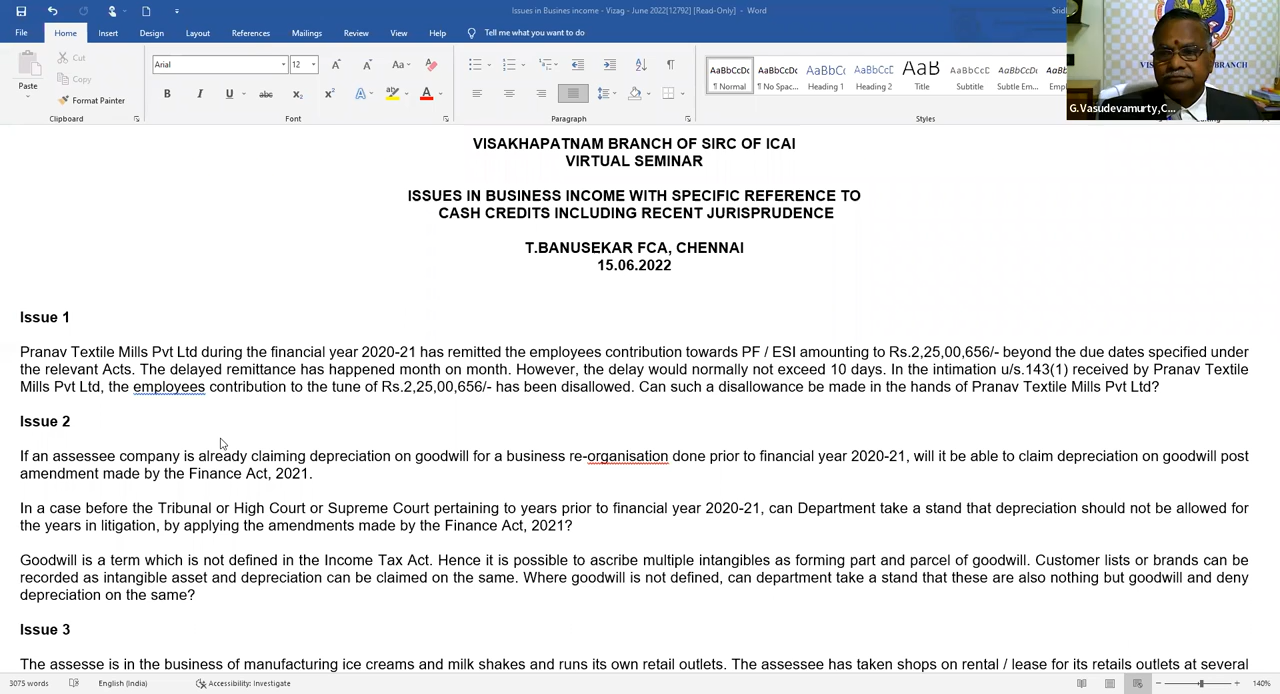 Issues in Busines income - Vizag - June 2022[12792] [Read-Only] - Word
File Home Insert Design Layout References Mailings Review View Help Tell me what you want to do
Paste
Cut
Copy
Format Painter
Clipboard
Arial 12
Font
Paragraph
AaBbCcDc AaBbCcDc AaBbCc AaBbCcD AaB AaBbCcD AaBbCcDc
¶ Normal ¶ No Spac... Heading 1 Heading 2 Title Subtitle Subtle Em...
Styles
G.Vasudevamurty,C...
VISAKHAPATNAM BRANCH OF SIRC OF ICAI
VIRTUAL SEMINAR
ISSUES IN BUSINESS INCOME WITH SPECIFIC REFERENCE TO
CASH CREDITS INCLUDING RECENT JURISPRUDENCE
T.BANUSEKAR FCA, CHENNAI
15.06.2022
Issue 1
Pranav Textile Mills Pvt Ltd during the financial year 2020-21 has remitted the employees contribution towards PF / ESI amounting to Rs.2,25,00,656/- beyond the due dates specified under
the relevant Acts. The delayed remittance has happened month on month. However, the delay would normally not exceed 10 days. In the intimation u/s.143(1) received by Pranav Textile
Mills Pvt Ltd, the employees contribution to the tune of Rs.2,25,00,656/- has been disallowed. Can such a disallowance be made in the hands of Pranav Textile Mills Pvt Ltd?
Issue 2
If an assessee company is already claiming depreciation on goodwill for a business re-organisation done prior to financial year 2020-21, will it be able to claim depreciation on goodwill post
amendment made by the Finance Act, 2021.
In a case before the Tribunal or High Court or Supreme Court pertaining to years prior to financial year 2020-21, can Department take a stand that depreciation should not be allowed for
the years in litigation, by applying the amendments made by the Finance Act, 2021?
Goodwill is a term which is not defined in the Income Tax Act. Hence it is possible to ascribe multiple intangibles as forming part and parcel of goodwill. Customer lists or brands can be
recorded as intangible asset and depreciation can be claimed on the same. Where goodwill is not defined, can department take a stand that these are also nothing but goodwill and deny
depreciation on the same?
Issue 3
The assesse is in the business of manufacturing ice creams and milk shakes and runs its own retail outlets. The assessee has taken shops on rental / lease for its retails outlets at several
3075 words English (India) Accessibility: Investigate 140%